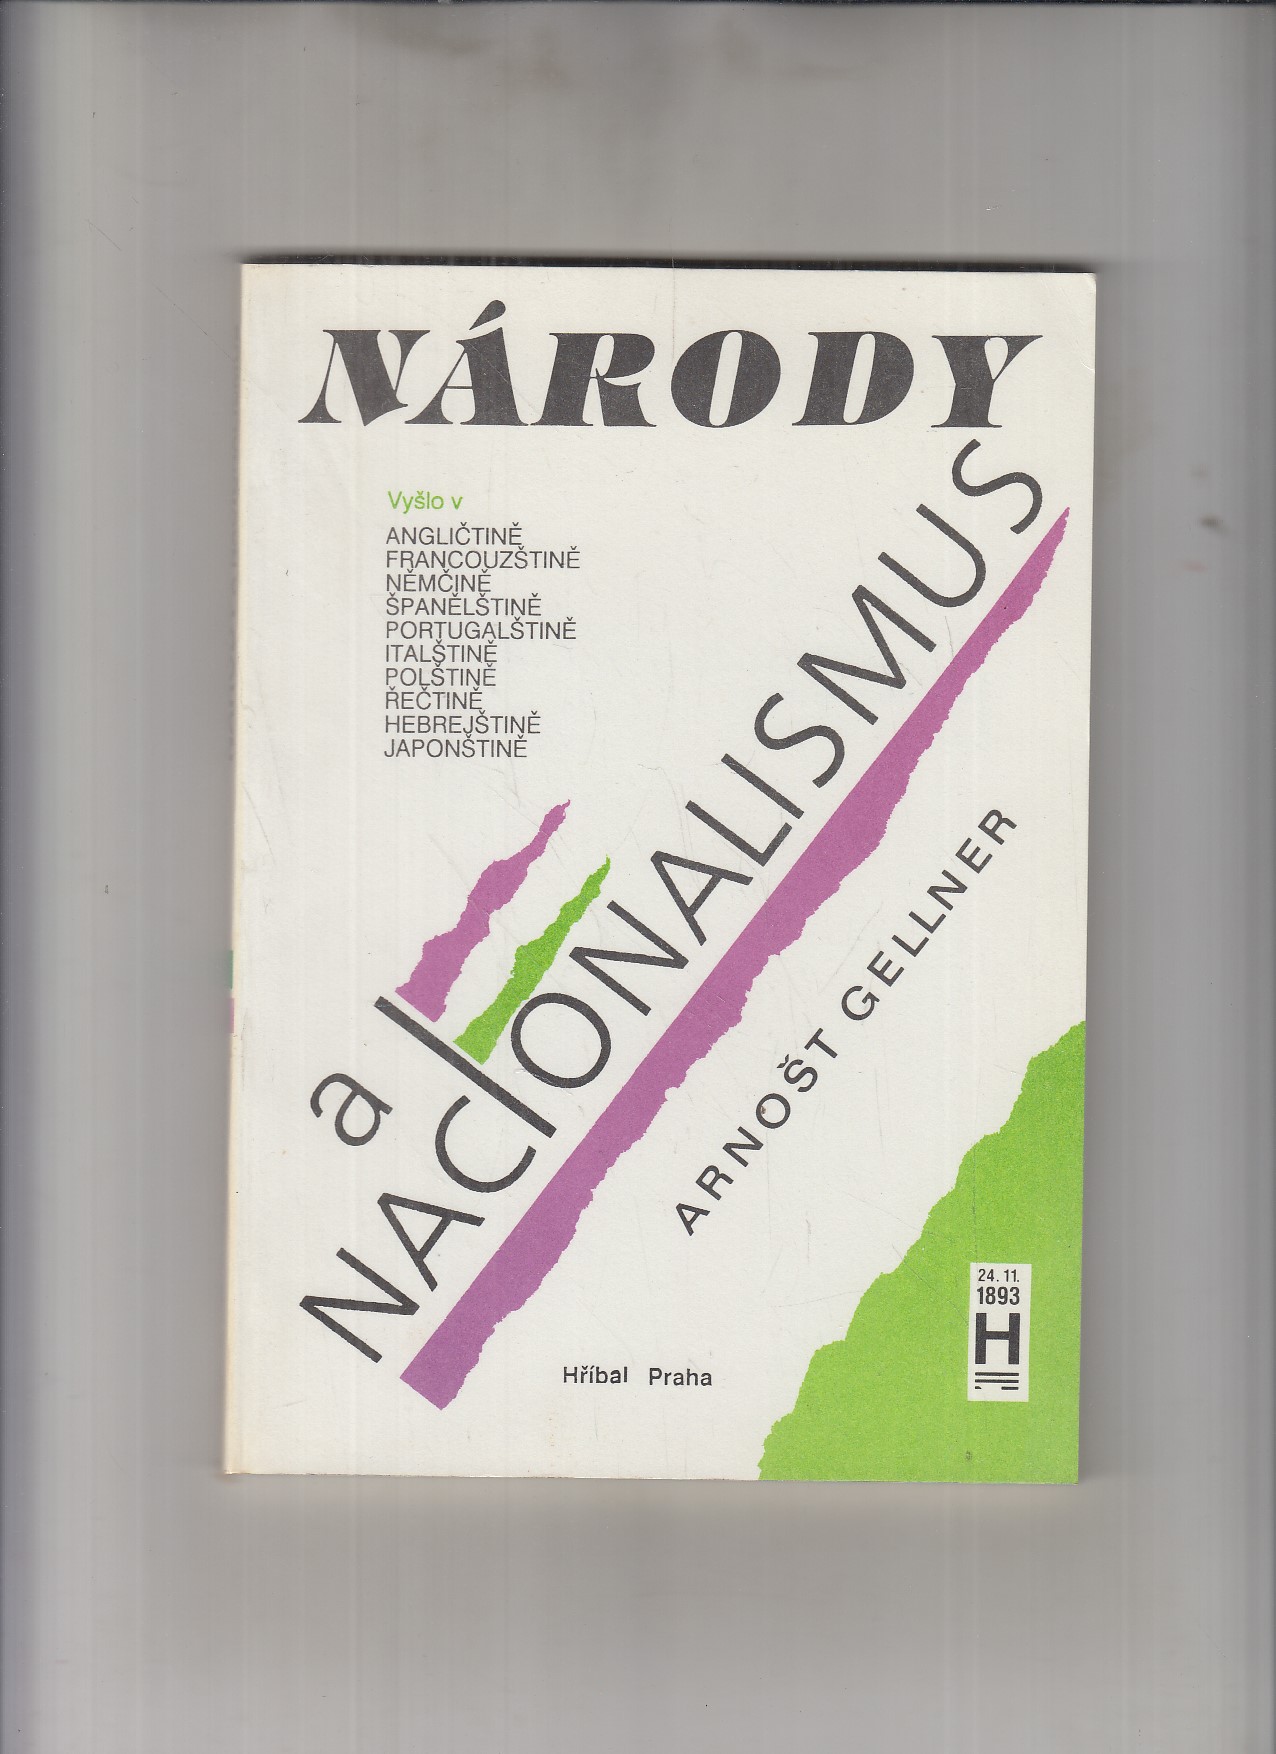 NÁRODY
Vyšlo v
ANGLIČTINĚ
FRANCOUZŠTINĚ
NĚMČINĚ
ŠPANĚLŠTINĚ
PORTUGALŠTINĚ
ITALŠTINĚ
POLŠTINĚ
ŘEČTINĚ
HEBREJŠTINĚ
JAPONŠTINĚ
a
NACIONALISMUS
ARNOŠT GELLNER
24. 11.
1893
H
Hříbal Praha